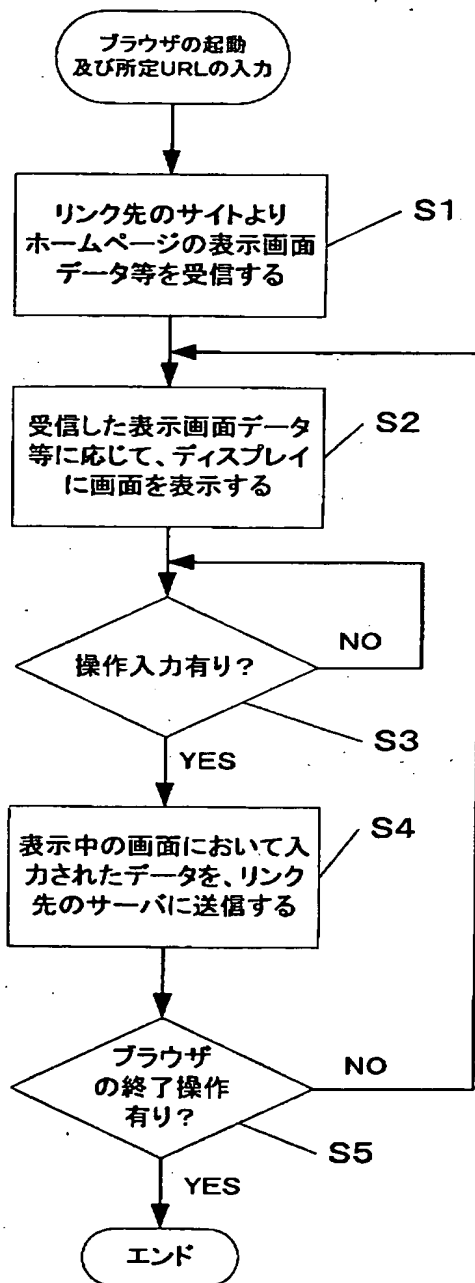 ブラウザの起動
及び所定URLの入力
リンク先のサイトより
ホームページの表示画面
データ等を受信する
S1
受信した表示画面データ
等に応じて、ディスプレイ
に画面を表示する
S2
操作入力有り?
NO
S3
YES
表示中の画面において入
力されたデータを、リンク
先のサーバに送信する
S4
ブラウザ
の終了操作
有り?
NO
S5
YES
エンド